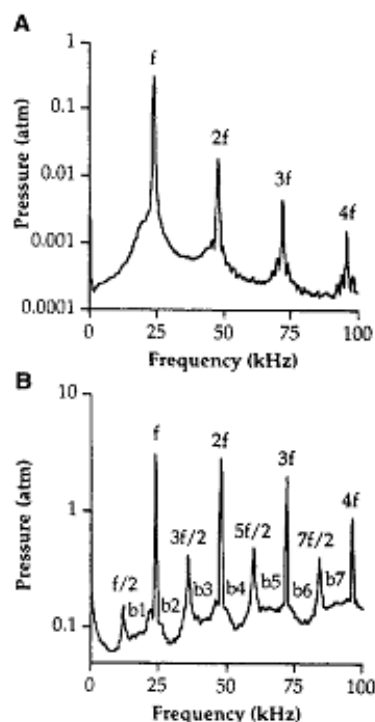 A
1
0.1
0.01
0.001
0.0001
Pressure (atm)
f
2f
3f
4f
0 25 50 75 100
Frequency (kHz)
B
10
1
0.1
Pressure (atm)
f/2
b1
f
b2
3f/2
b3
2f
b4
5f/2
b5
3f
b6
7f/2
b7
4f
0 25 50 75 100
Frequency (kHz)